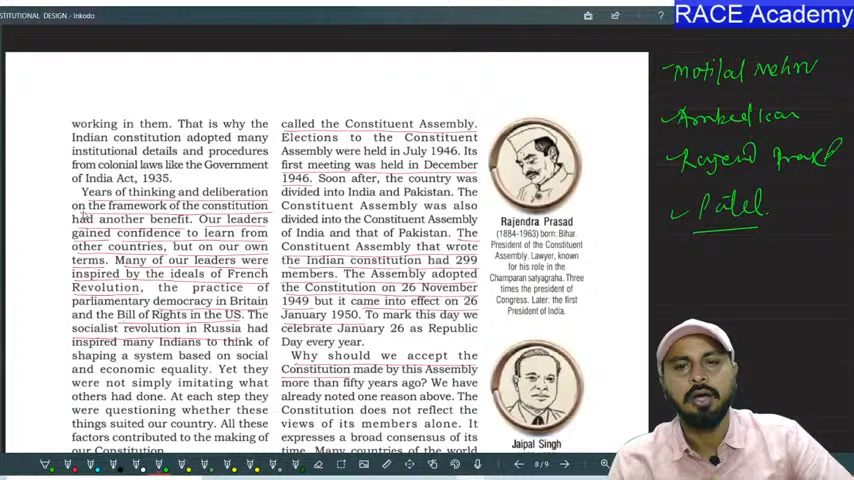 STITUTIONAL DESIGN - Inkodo
RACE Academy
working in them. That is why the
Indian constitution adopted many
institutional details and procedures
from colonial laws like the Government
of India Act, 1935.
Years of thinking and deliberation
on the framework of the constitution
had another benefit. Our leaders
gained confidence to learn from
other countries, but on our own
terms. Many of our leaders were
inspired by the ideals of French
Revolution, the practice of
parliamentary democracy in Britain
and the Bill of Rights in the US. The
socialist revolution in Russia had
inspired many Indians to think of
shaping a system based on social
and economic equality. Yet they
were not simply imitating what
others had done. At each step they
were questioning whether these
things suited our country. All these
factors contributed to the making of
our Constitution.
called the Constituent Assembly.
Elections to the Constituent
Assembly were held in July 1946. Its
first meeting was held in December
1946. Soon after, the country was
divided into India and Pakistan. The
Constituent Assembly was also
divided into the Constituent Assembly
of India and that of Pakistan. The
Constituent Assembly that wrote
the Indian constitution had 299
members. The Assembly adopted
the Constitution on 26 November
1949 but it came into effect on 26
January 1950. To mark this day we
celebrate January 26 as Republic
Day every year.
Why should we accept the
Constitution made by this Assembly
more than fifty years ago? We have
already noted one reason above. The
Constitution does not reflect the
views of its members alone. It
expresses a broad consensus of its
time. Many countries of the world
Rajendra Prasad
(1884-1963) born: Bihar.
President of the Constituent
Assembly. Lawyer, known
for his role in the
Champaran satyagraha. Three
times the president of
Congress. Later: the first
President of India.
Jaipal Singh
Motilal Nehru
Ambedkar
Patel.
8/9